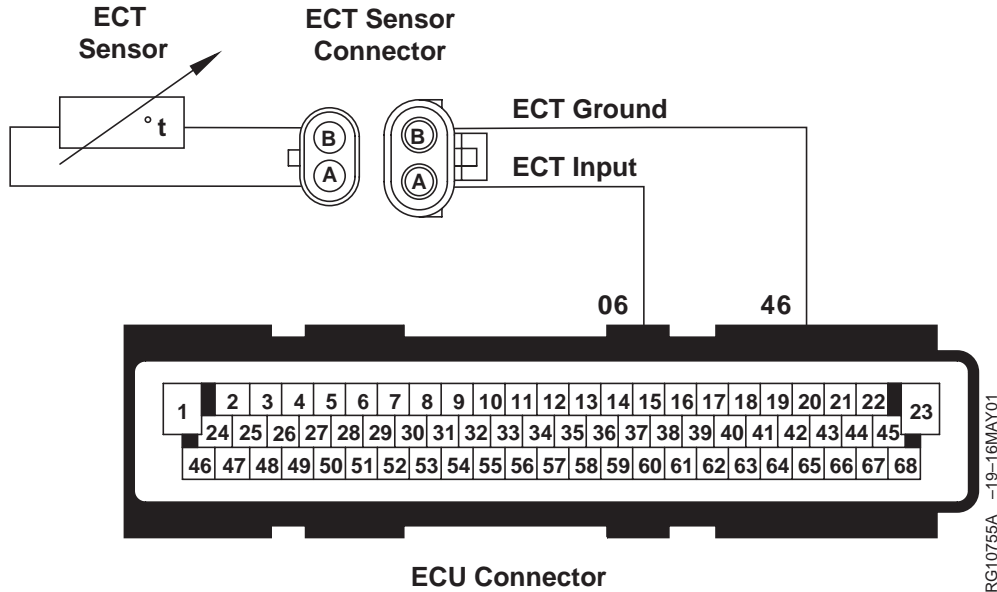 ECT
Sensor
ECT Sensor
Connector
° t
B
A
B
A
ECT Ground
ECT Input
06
46
1 2 3 4 5 6 7 8 9 10 11 12 13 14 15 16 17 18 19 20 21 22 23
24 25 26 27 28 29 30 31 32 33 34 35 36 37 38 39 40 41 42 43 44 45
46 47 48 49 50 51 52 53 54 55 56 57 58 59 60 61 62 63 64 65 66 67 68
ECU Connector
RG10755A –19–16MAY01